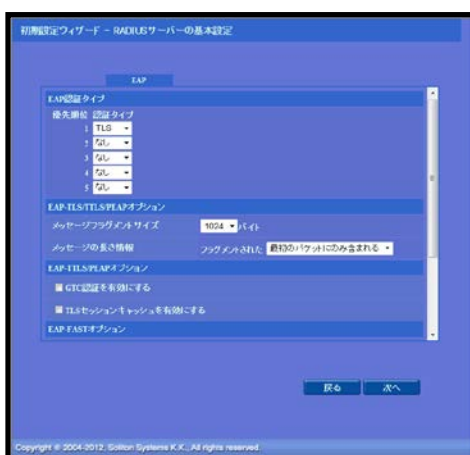 初期設定ウィザード - RADIUSサーバーの基本設定
EAP
EAP認証タイプ
優先順位 認証タイプ
1 TLS
2 なし
3 なし
4 なし
5 なし
EAP-TLS/TTLS/PEAPオプション
メッセージフラグメントサイズ 1024 バイト
メッセージの長さ情報 フラグメントされた 最初のパケットにのみ含まれる
EAP-TTLS/PEAPオプション
GTC認証を有効にする
TLSセッションキャッシュを有効にする
EAP-FASTオプション
戻る 次へ
Copyright © 2004-2012, Soliton Systems K.K., All rights reserved.